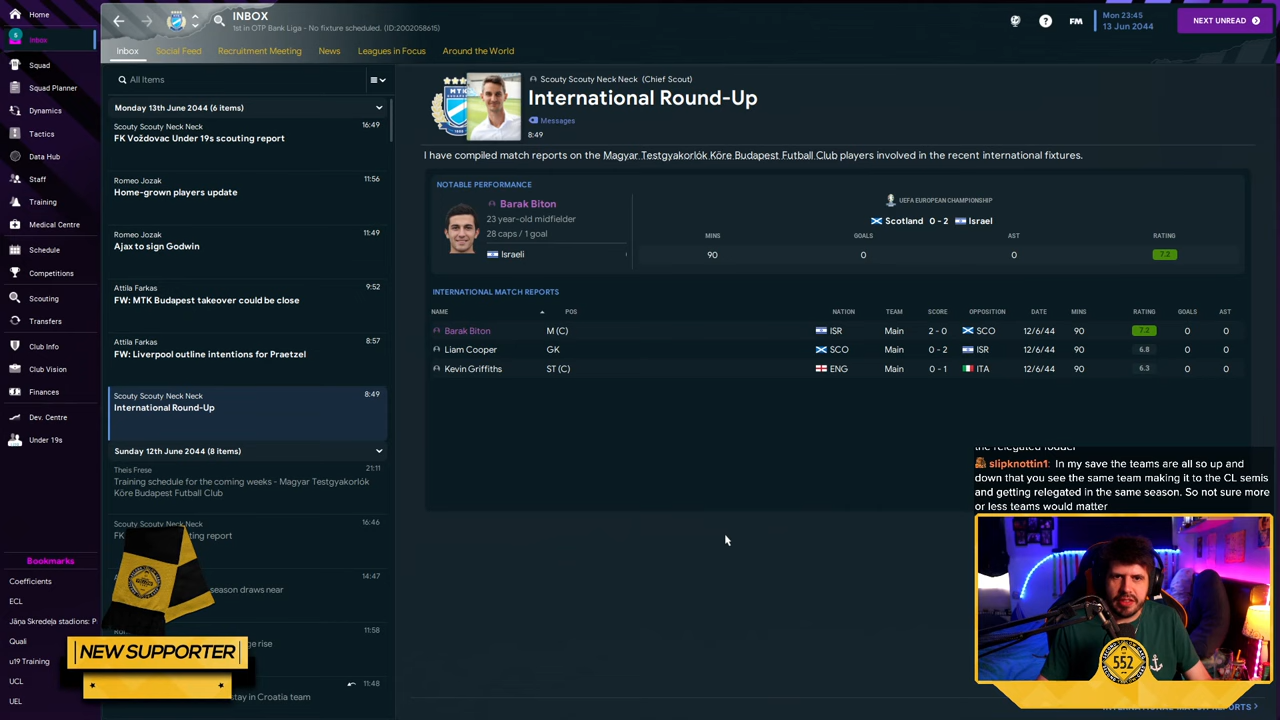 Home
5
Inbox
Squad
Squad Planner
Dynamics
Tactics
Data Hub
Staff
Training
Medical Centre
Schedule
Competitions
Scouting
Transfers
Club Info
Club Vision
Finances
Dev. Centre
Under 19s
Bookmarks
Coefficients
ECL
Jāņa Skredeļa stadions: P
Quali
u19 Training
UCL
UEL
INBOX
1st in OTP Bank Liga - No fixture scheduled. (ID:2002058615)
?
FM
Mon 23:45
13 Jun 2044
NEXT UNREAD
Inbox
Social Feed
Recruitment Meeting
News
Leagues in Focus
Around the World
All Items
Monday 13th June 2044 (6 items)
Scouty Scouty Neck Neck 16:49
FK Voždovac Under 19s scouting report
Romeo Jozak 11:56
Home-grown players update
Romeo Jozak 11:49
Ajax to sign Godwin
Attila Farkas 9:52
FW: MTK Budapest takeover could be close
Attila Farkas 8:57
FW: Liverpool outline intentions for Praetzel
Scouty Scouty Neck Neck 8:49
International Round-Up
Sunday 12th June 2044 (8 items)
Theis Frese 21:11
Training schedule for the coming weeks - Magyar Testgyakorlók
Köre Budapest Futball Club
Scouty Scouty Neck Neck 16:46
FK ting report
14:47
season draws near
11:58
ge rise
11:48
stay in Croatia team
NEW SUPPORTER
Scouty Scouty Neck Neck (Chief Scout)
International Round-Up
Messages
8:49
MTK
I have compiled match reports on the Magyar Testgyakorlók Köre Budapest Futball Club players involved in the recent international fixtures.
NOTABLE PERFORMANCE
Barak Biton
23 year-old midfielder
28 caps / 1 goal
Israeli
UEFA EUROPEAN CHAMPIONSHIP
Scotland 0 - 2 Israel
MINS GOALS AST RATING
90 0 0 7.2
INTERNATIONAL MATCH REPORTS
NAME POS NATION TEAM SCORE OPPOSITION DATE MINS RATING GOALS AST
Barak Biton M (C) ISR Main 2 - 0 SCO 12/6/44 90 7.2 0 0
Liam Cooper GK SCO Main 0 - 2 ISR 12/6/44 90 6.8 0 0
Kevin Griffiths ST (C) ENG Main 0 - 1 ITA 12/6/44 90 6.3 0 0
the relegated fodder
slipknottin1: In my save the teams are all so up and
down that you see the same team making it to the CL semis
and getting relegated in the same season. So not sure more
or less teams would matter
552
INTERNATIONAL MATCH REPORTS